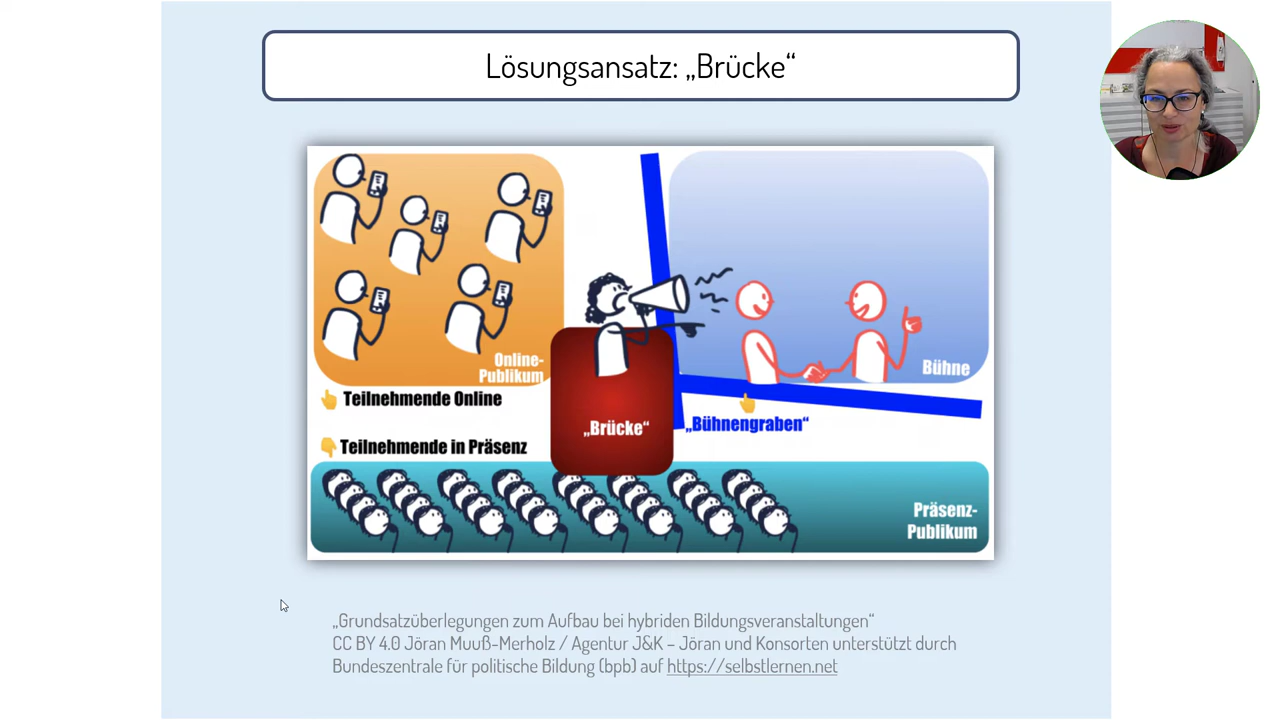 Lösungsansatz: „Brücke“
Online-
Publikum
Bühne
Teilnehmende Online
„Brücke“
„Bühnengraben“
Teilnehmende in Präsenz
Präsenz-
Publikum
„Grundsatzüberlegungen zum Aufbau bei hybriden Bildungsveranstaltungen“
CC BY 4.0 Jöran Muuß-Merholz / Agentur J&K – Jöran und Konsorten unterstützt durch
Bundeszentrale für politische Bildung (bpb) auf https://selbstlernen.net